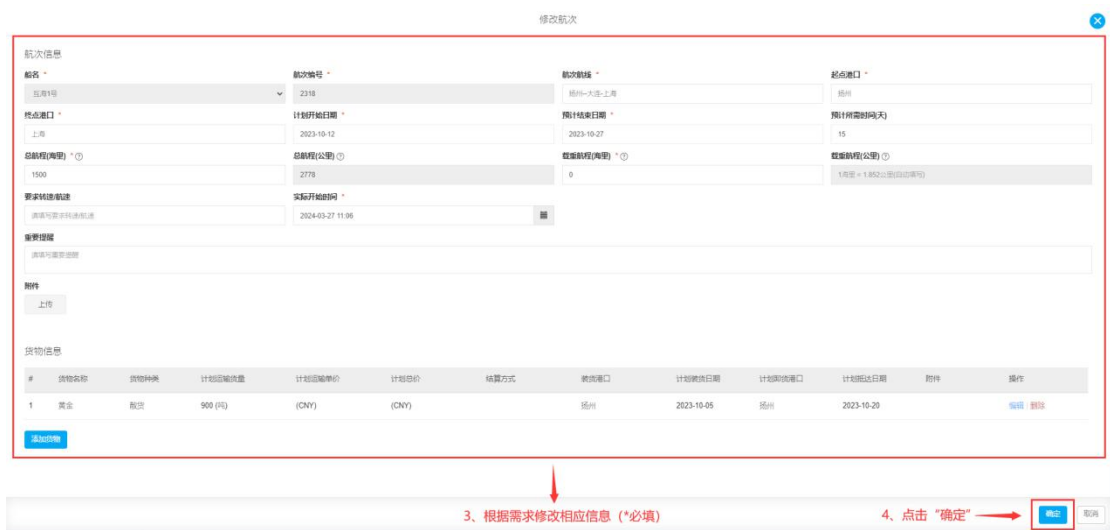 修改航次
航次信息
船名 * 航次编号 * 航次航线 * 起点港口 *
互海1号 2318 扬州-大连-上海 扬州
终点港口 * 计划开始日期 * 预计结束日期 * 预计所需时间(天)
上海 2023-10-12 2023-10-27 15
总航程(海里) * 总航程(公里) 载重航程(海里) * 载重航程(公里)
1500 2778 0 1海里 = 1.852公里(自动填写)
要求转速/航速 实际开始时间 *
请填写要求转速/航速 2024-03-27 11:06
重要提醒
请填写重要提醒
附件
上传
货物信息
# 货物名称 货物种类 计划运输货量 计划运输单价 计划总价 结算方式 装货港口 计划装货日期 计划卸货港口 计划抵达日期 附件 操作
1 黄金 散货 900 (吨) (CNY) (CNY) 扬州 2023-10-05 扬州 2023-10-20 编辑 删除
添加货物
3、根据需求修改相应信息（*必填） 4、点击“确定” 确定 取消